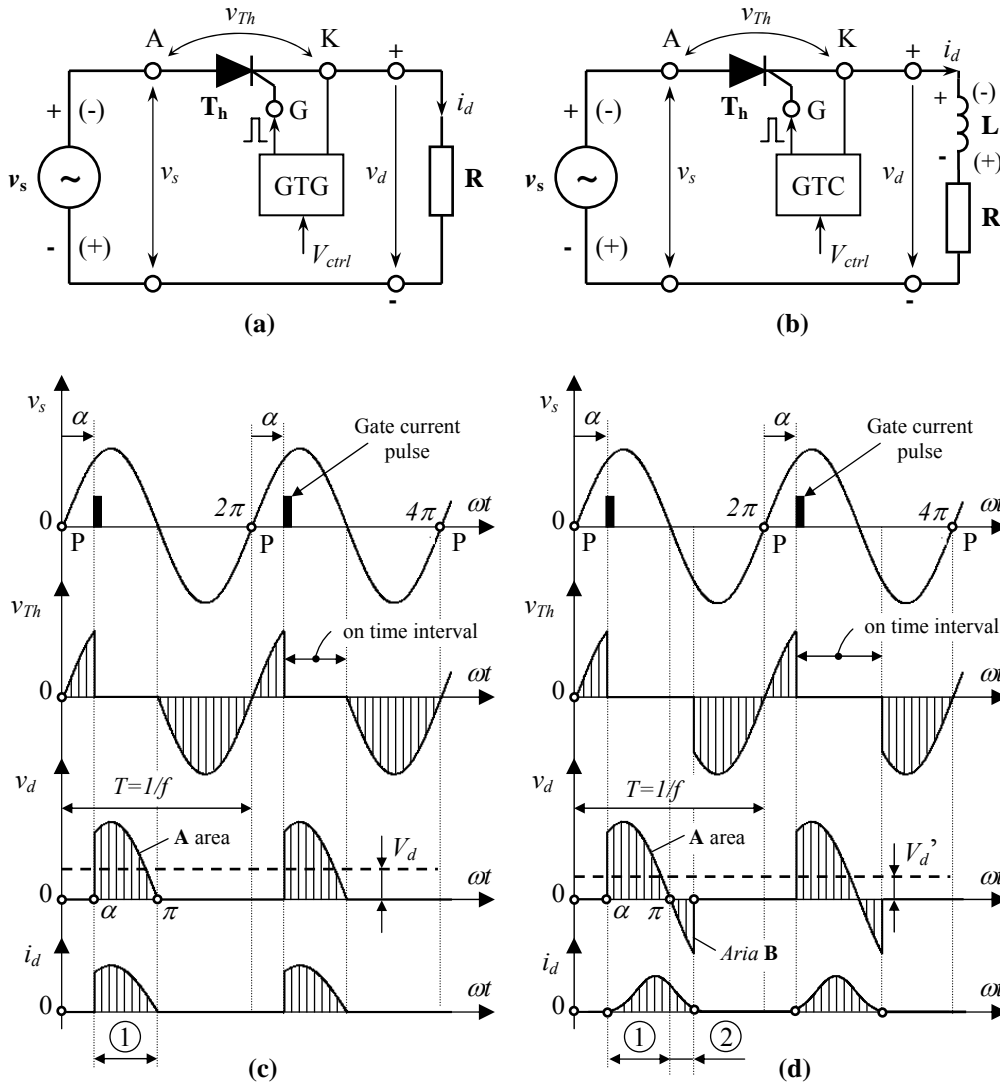 v_Th
A
K
+
T_h
G
i_d
+
(-)
v_s
v_s
GTG
v_d
R
-
(+)
V_ctrl
-
(a)
v_Th
A
K
+
i_d
T_h
G
+
(-)
L
-
(+)
+
(-)
v_s
v_s
GTC
v_d
R
-
(+)
V_ctrl
-
(b)
v_s
α
α
Gate current
pulse
0
P
2π
P
4π
P
ωt
v_Th
on time interval
0
ωt
v_d
T=1/f
A area
V_d
0
α
π
ωt
i_d
0
ωt
1
(c)
v_s
α
α
Gate current
pulse
0
P
2π
P
4π
P
ωt
v_Th
on time interval
0
ωt
v_d
T=1/f
A area
V_d’
0
α
π
ωt
Aria B
i_d
0
ωt
1
2
(d)